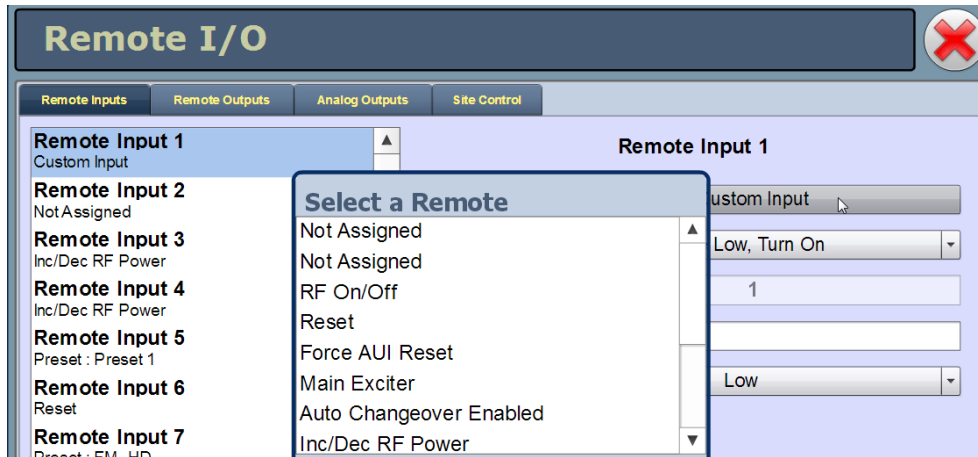 Remote I/O
Remote Inputs
Remote Outputs
Analog Outputs
Site Control
Remote Input 1
Custom Input
Remote Input 2
Not Assigned
Remote Input 3
Inc/Dec RF Power
Remote Input 4
Inc/Dec RF Power
Remote Input 5
Preset : Preset 1
Remote Input 6
Reset
Remote Input 7
Preset : FM, HD
Select a Remote
Not Assigned
Not Assigned
RF On/Off
Reset
Force AUI Reset
Main Exciter
Auto Changeover Enabled
Inc/Dec RF Power
Remote Input 1
ustom Input
Low, Turn On
1
Low